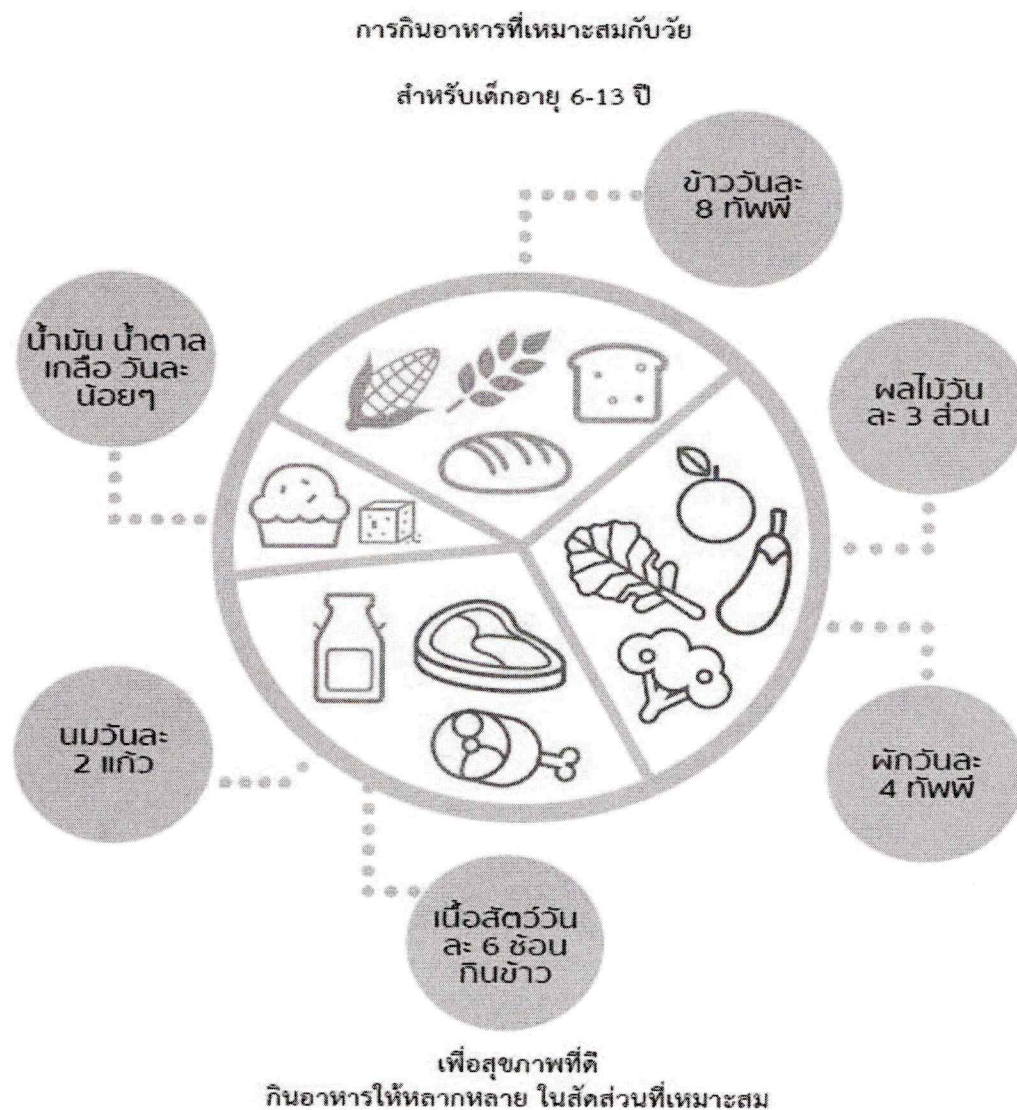 การกินอาหารที่เหมาะสมกับวัย
สำหรับเด็กอายุ 6-13 ปี
ข้าววันละ
8 ทัพพี
น้ำมัน น้ำตาล
เกลือ วันละ
น้อยๆ
ผลไม้วัน
ละ 3 ส่วน
นมวันละ
2 แก้ว
ผักวันละ
4 ทัพพี
เนื้อสัตว์วัน
ละ 6 ช้อน
กินข้าว
เพื่อสุขภาพที่ดี
กินอาหารให้หลากหลาย ในสัดส่วนที่เหมาะสม